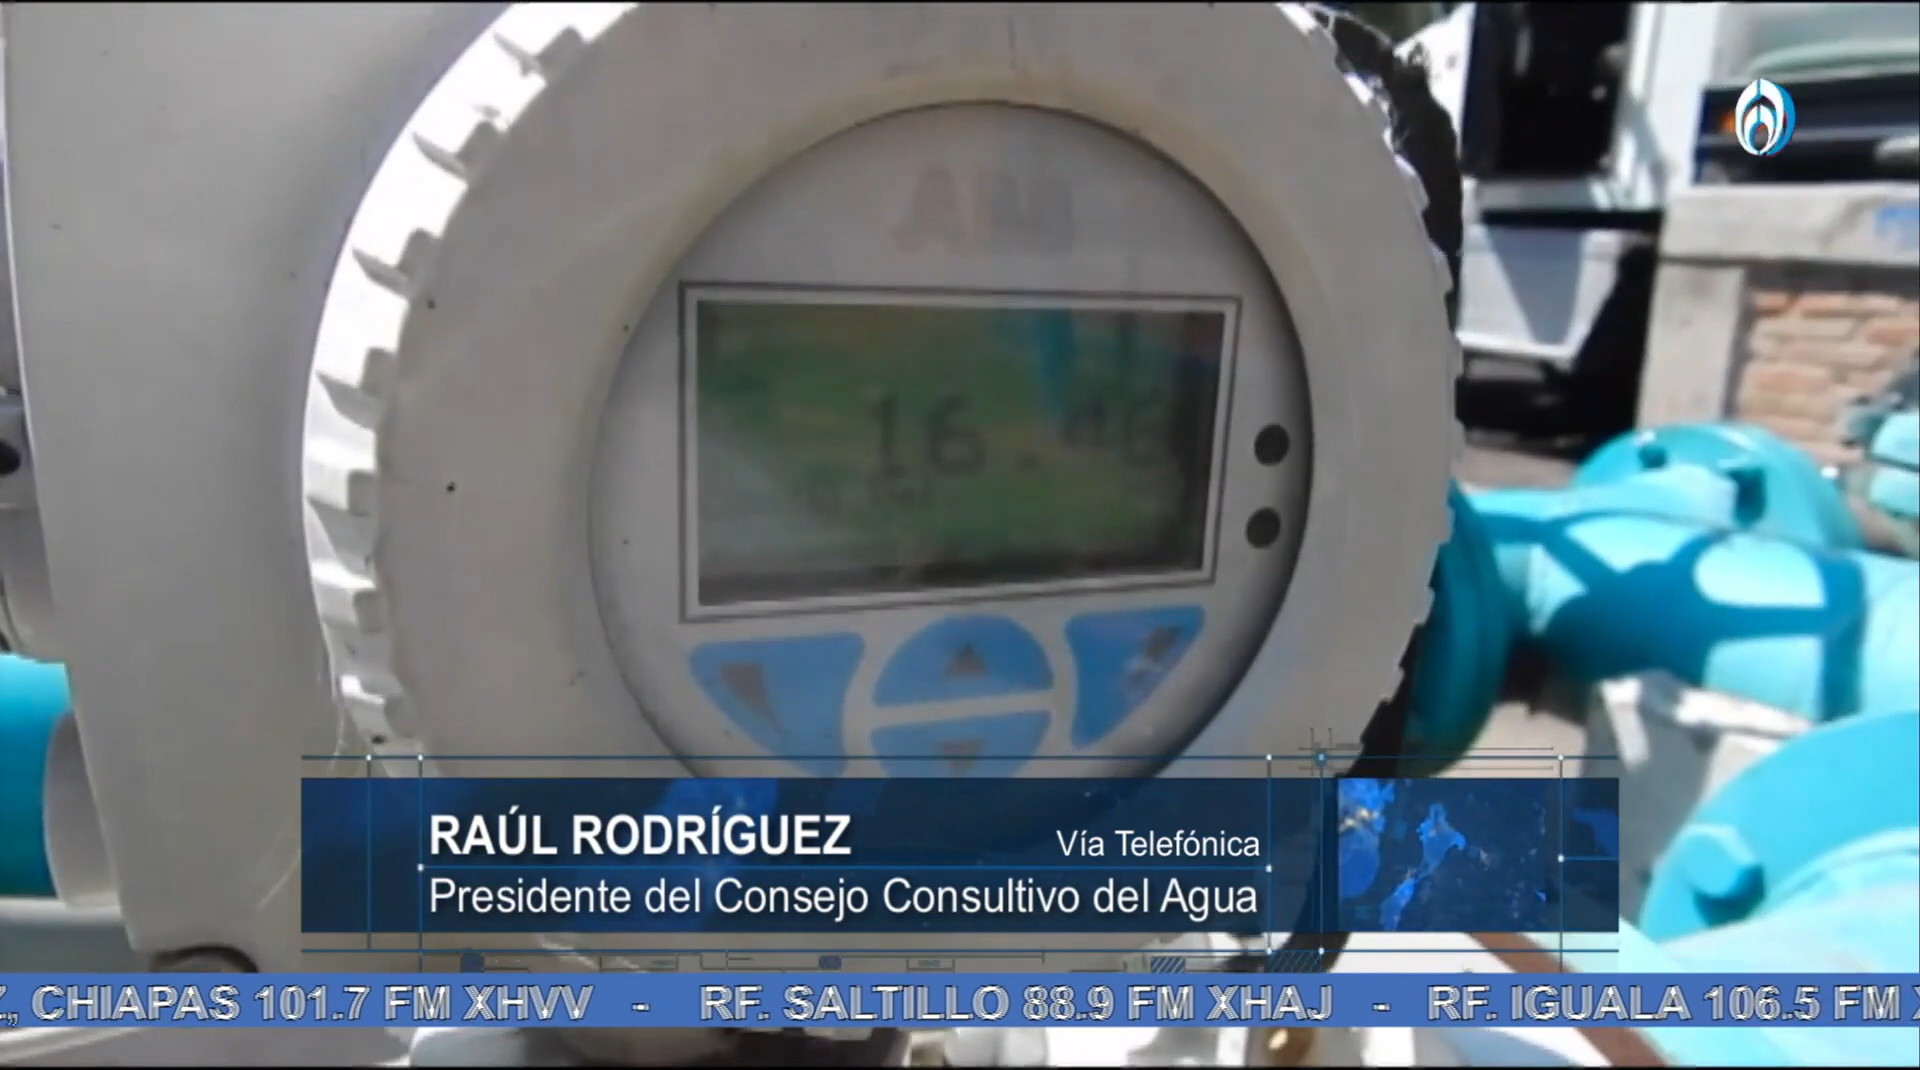 16.46
RAÚL RODRÍGUEZ
Vía Telefónica
Presidente del Consejo Consultivo del Agua
Z, CHIAPAS 101.7 FM XHVV - RF. SALTILLO 88.9 FM XHAJ - RF. IGUALA 106.5 FM X